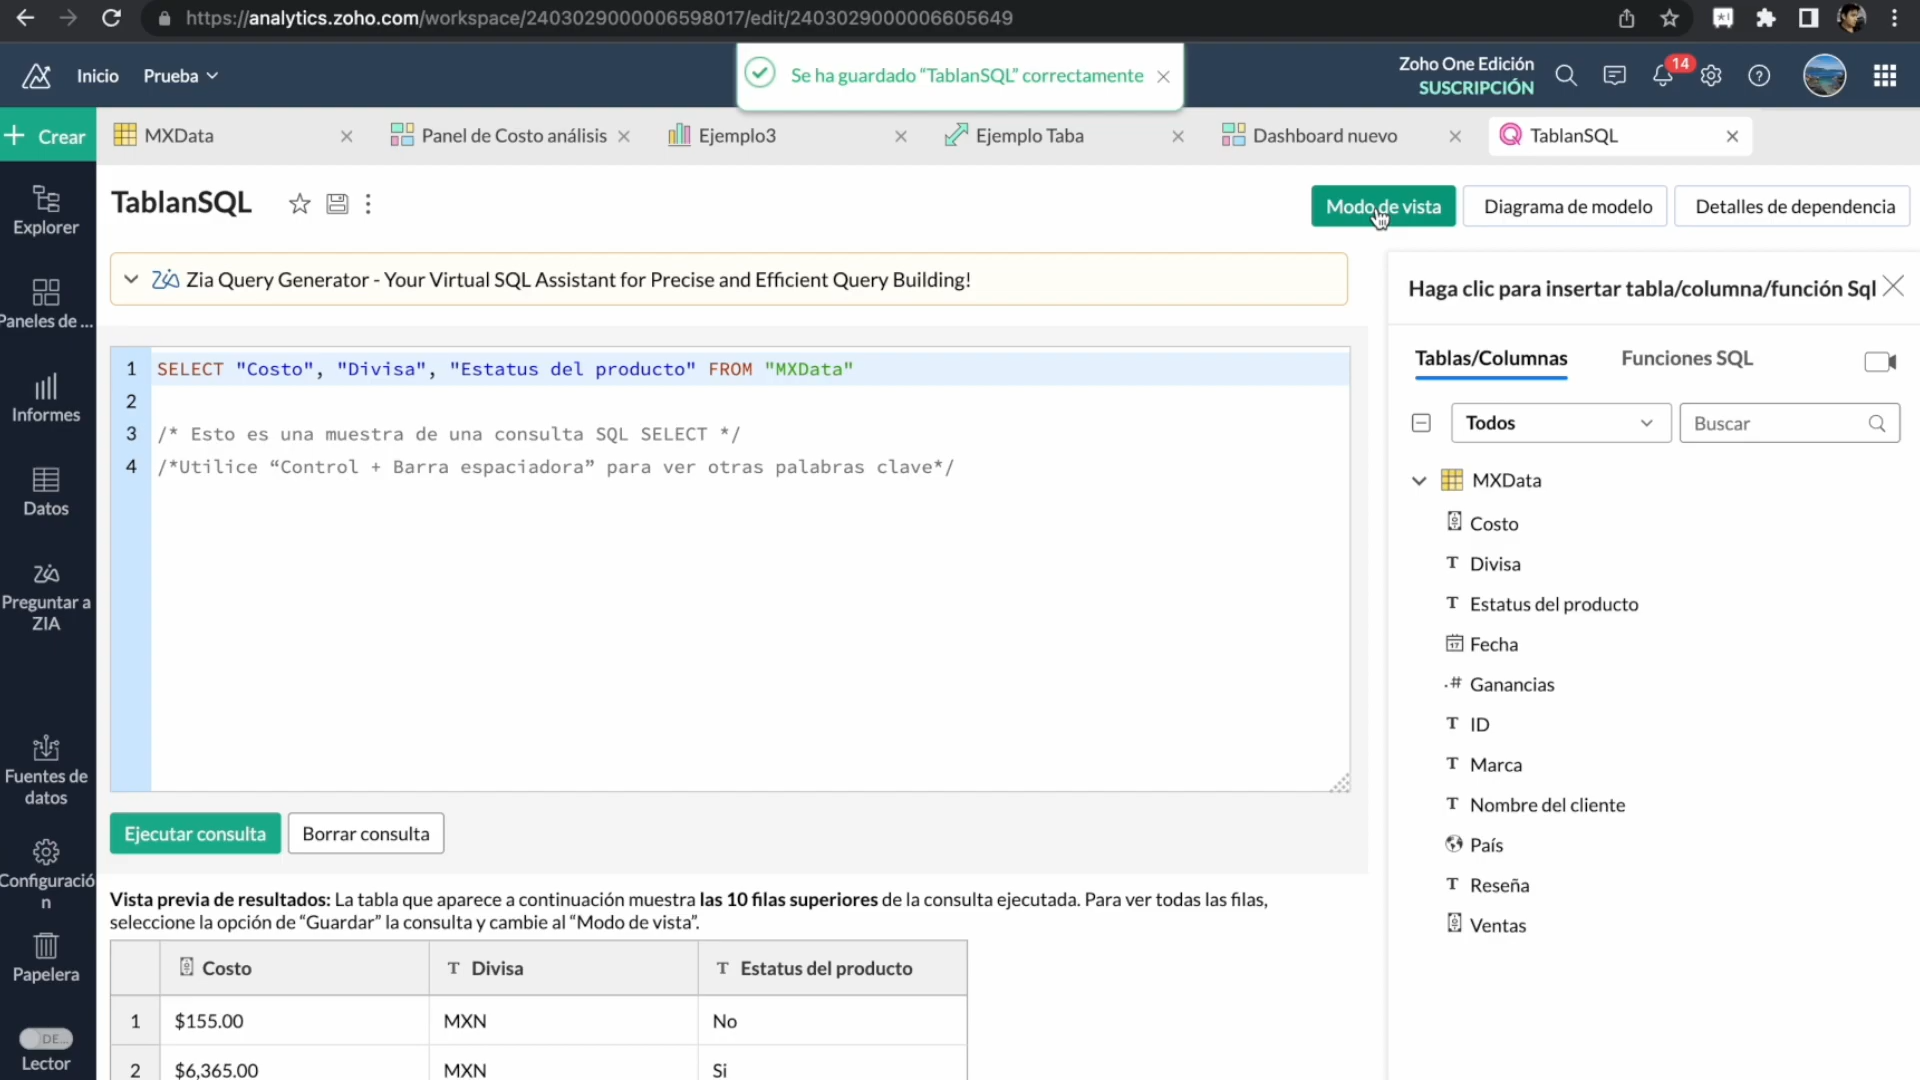 https://analytics.zoho.com/workspace/2403029000006598017/edit/2403029000006605649
Inicio
Prueba
Se ha guardado “TablanSQL” correctamente
Zoho One Edición
SUSCRIPCIÓN
14
Crear
MXData
Panel de Costo análisis
Ejemplo3
Ejemplo Taba
Dashboard nuevo
TablanSQL
Explorer
Paneles de ...
Informes
Datos
Preguntar a
ZIA
Fuentes de
datos
Configuració
n
Papelera
DE...
Lector
TablanSQL
Modo de vista
Diagrama de modelo
Detalles de dependencia
Zia Query Generator - Your Virtual SQL Assistant for Precise and Efficient Query Building!
1 SELECT "Costo", "Divisa", "Estatus del producto" FROM "MXData"
2
3 /* Esto es una muestra de una consulta SQL SELECT */
4 /*Utilice “Control + Barra espaciadora” para ver otras palabras clave*/
Ejecutar consulta
Borrar consulta
Vista previa de resultados: La tabla que aparece a continuación muestra las 10 filas superiores de la consulta ejecutada. Para ver todas las filas,
seleccione la opción de “Guardar” la consulta y cambie al “Modo de vista”.
Costo T Divisa T Estatus del producto
1 $155.00 MXN No
2 $6,365.00 MXN Si
Haga clic para insertar tabla/columna/función Sql
Tablas/Columnas
Funciones SQL
Todos
Buscar
MXData
Costo
T Divisa
T Estatus del producto
17 Fecha
.# Ganancias
T ID
T Marca
T Nombre del cliente
País
T Reseña
Ventas